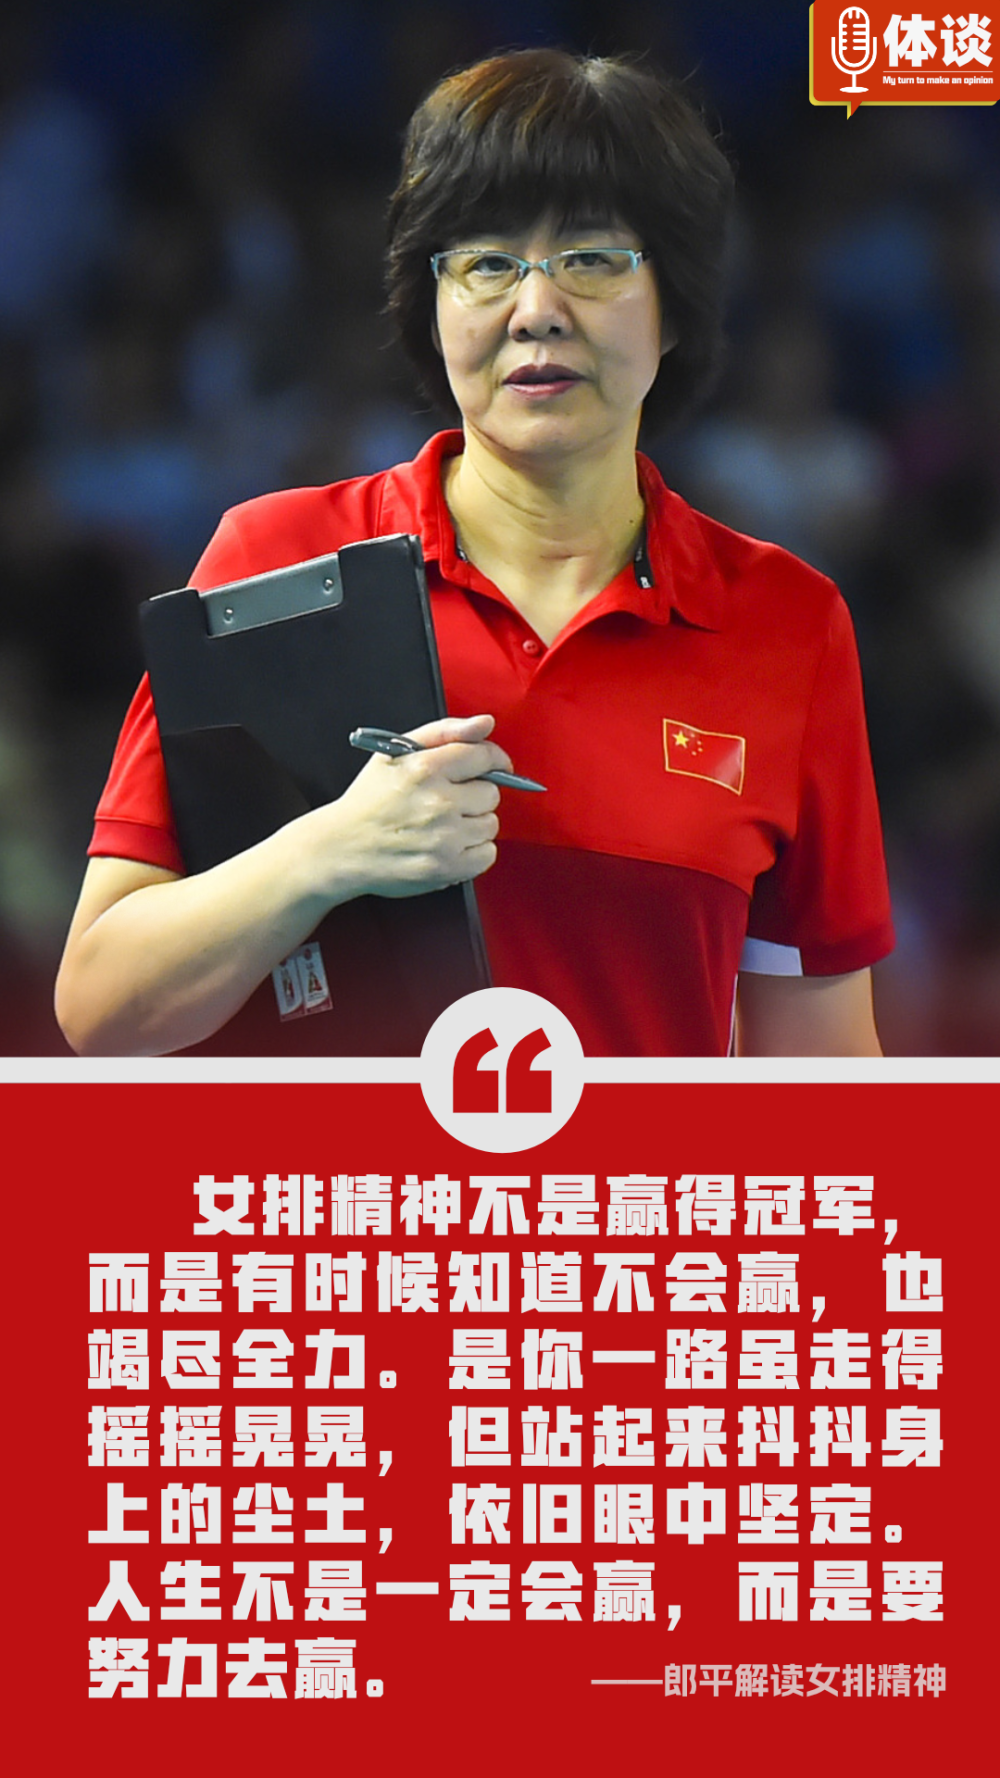 体谈
My turn to make an opinion
女排精神不是赢得冠军，
而是有时候知道不会赢，也
竭尽全力。是你一路虽走得
摇摇晃晃，但站起来抖抖身
上的尘土，依旧眼中坚定。
人生不是一定会赢，而是要
努力去赢。
——郎平解读女排精神